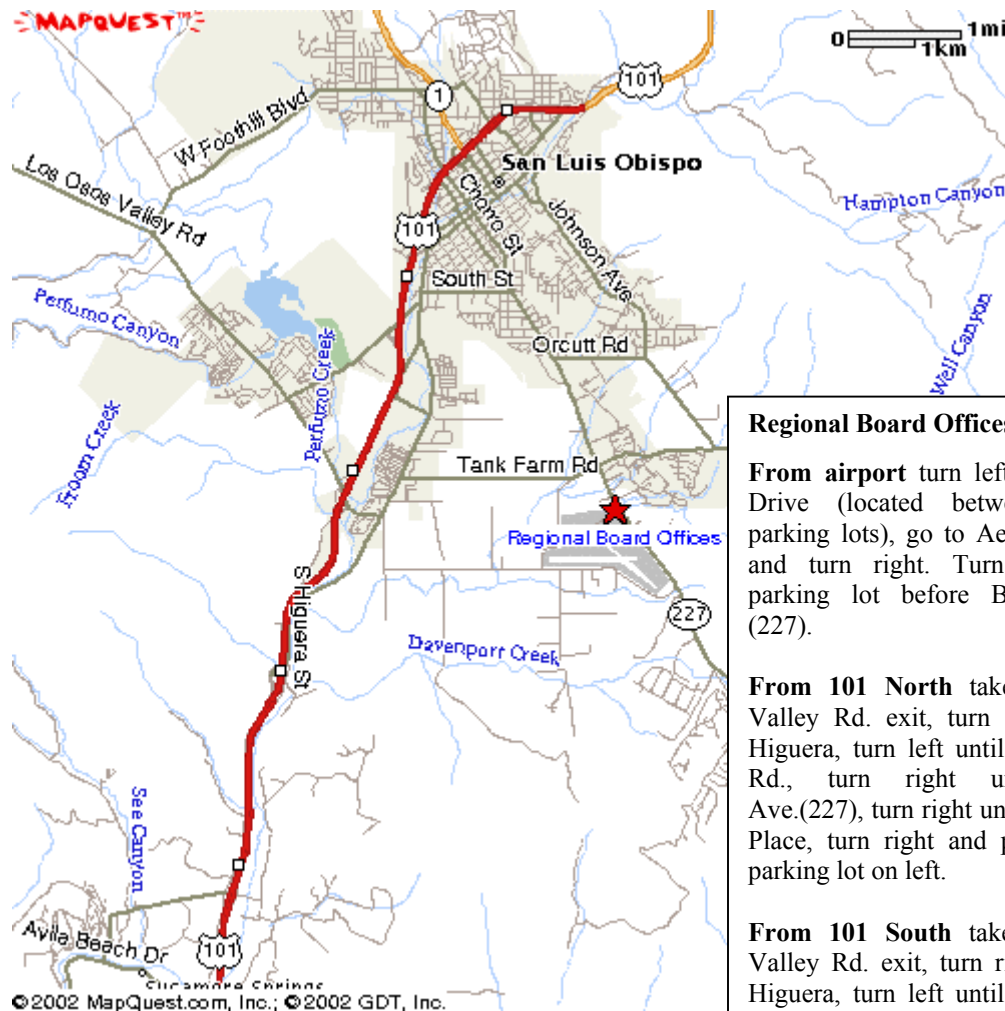 MAPQUEST
0 1mi
1km
101
1
W Foothill Blvd
San Luis Obispo
Los Osos Valley Rd
Chorro St
Johnson Ave
Hampton Canyon
101
South St
Perfumo Canyon
Perfumo Creek
Orcutt Rd
Well Canyon
Froom Creek
Tank Farm Rd
Regional Board Offices
S Higuera St
227
Davenport Creek
See Canyon
Avila Beach Dr
101
Sycamore Springs
©2002 MapQuest.com, Inc.; ©2002 GDT, Inc.
Regional Board Offices
From airport turn left
Drive (located betw
parking lots), go to Ae
and turn right. Turn
parking lot before B
(227).
From 101 North take
Valley Rd. exit, turn
Higuera, turn left until
Rd., turn right u
Ave.(227), turn right un
Place, turn right and p
parking lot on left.
From 101 South take
Valley Rd. exit, turn r
Higuera, turn left until